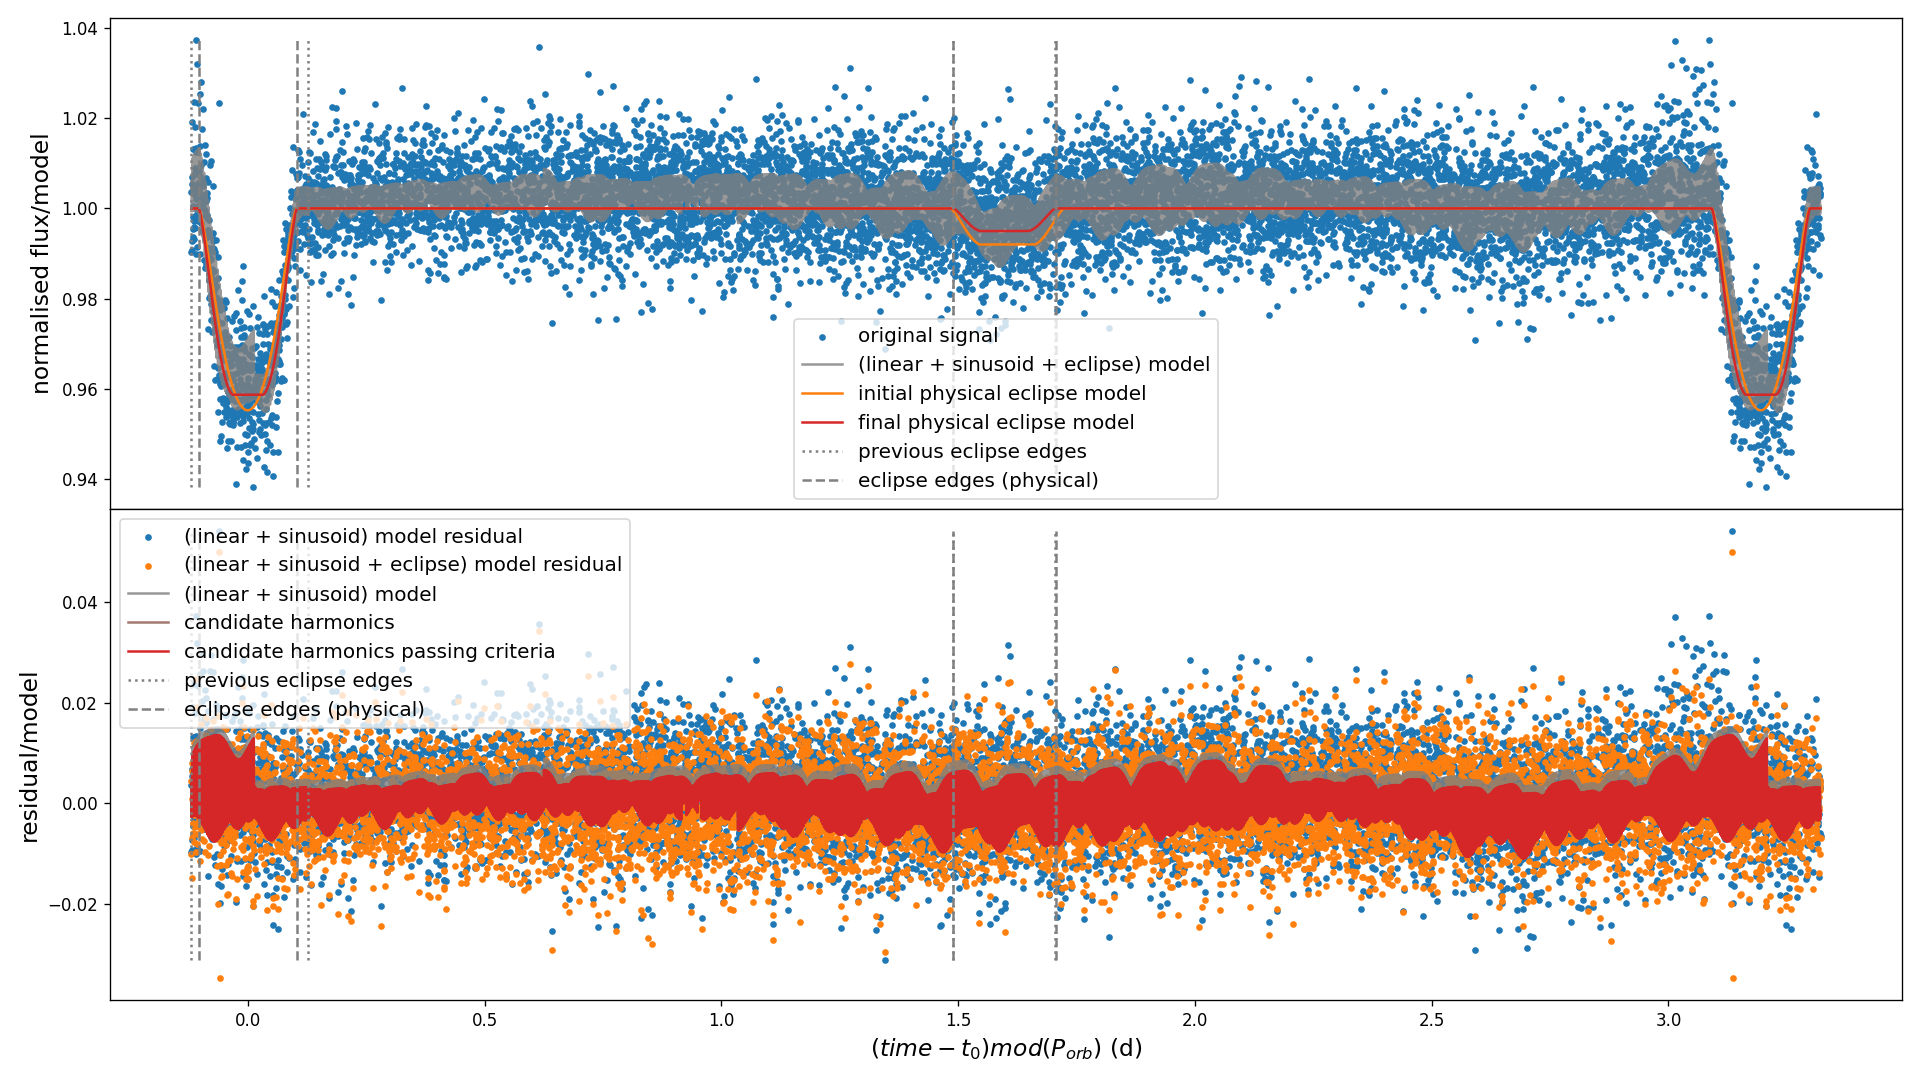 1.04
1.02
1.00
0.98
0.96
0.94
normalised flux/model
original signal
(linear + sinusoid + eclipse) model
initial physical eclipse model
final physical eclipse model
previous eclipse edges
eclipse edges (physical)
(linear + sinusoid) model residual
(linear + sinusoid + eclipse) model residual
(linear + sinusoid) model
candidate harmonics
candidate harmonics passing criteria
previous eclipse edges
eclipse edges (physical)
0.04
0.02
0.00
−0.02
residual/model
0.0 0.5 1.0 1.5 2.0 2.5 3.0
(time − t₀)mod(P_orb) (d)